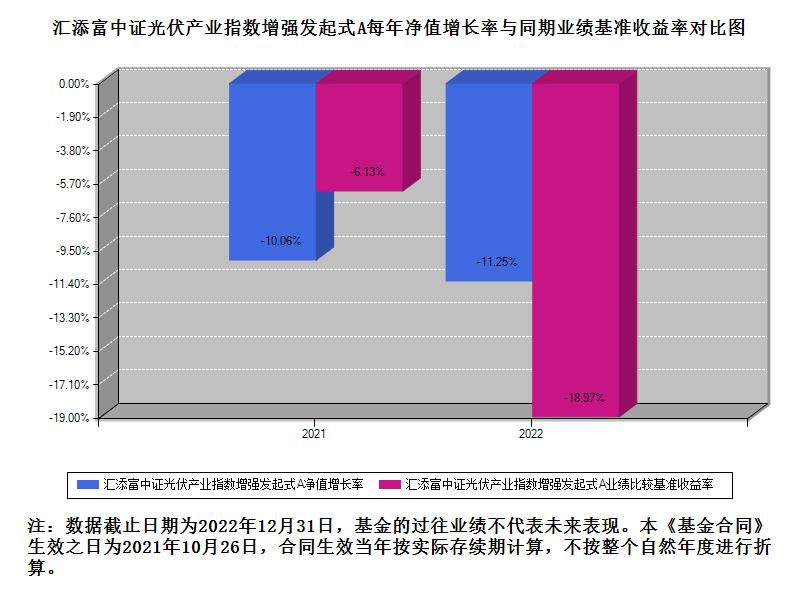 汇添富中证光伏产业指数增强发起式A每年净值增长率与同期业绩基准收益率对比图
0.00%
-1.90%
-3.80%
-5.70%
-7.60%
-9.50%
-11.40%
-13.30%
-15.20%
-17.10%
-19.00%
-10.06%
-6.13%
-11.25%
-18.97%
2021
2022
汇添富中证光伏产业指数增强发起式A净值增长率
汇添富中证光伏产业指数增强发起式A业绩比较基准收益率
注：数据截止日期为2022年12月31日，基金的过往业绩不代表未来表现。本《基金合同》
生效之日为2021年10月26日，合同生效当年按实际存续期计算，不按整个自然年度进行折
算。